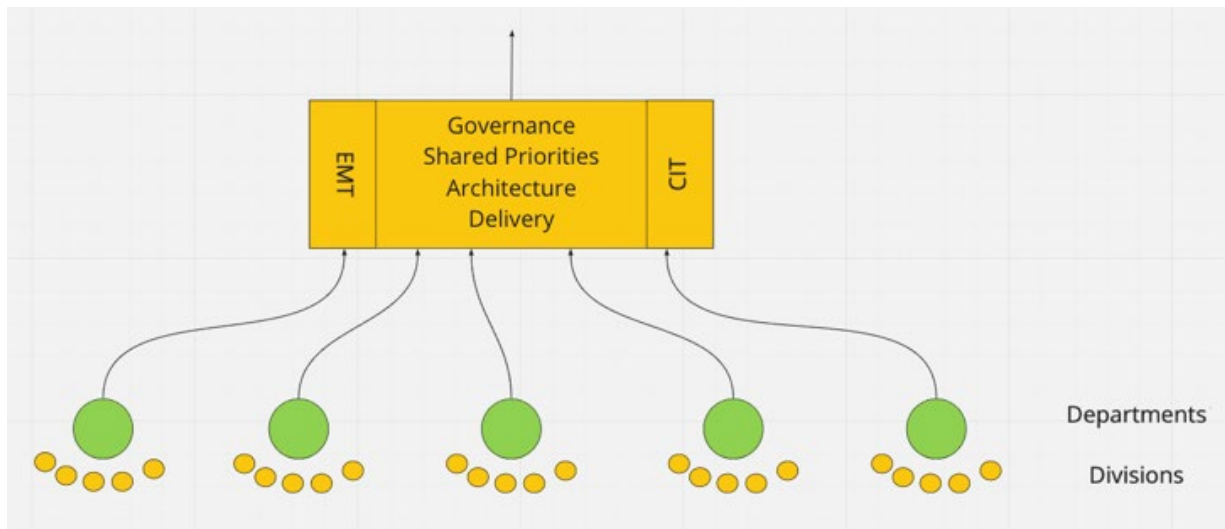 EMT
Governance
Shared Priorities
Architecture
Delivery
CIT
Departments
Divisions